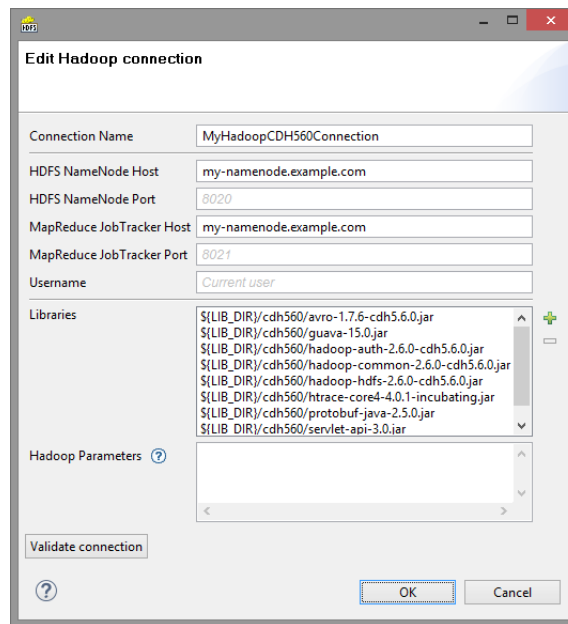 HDFS
Edit Hadoop connection
Connection Name MyHadoopCDH560Connection
HDFS NameNode Host my-namenode.example.com
HDFS NameNode Port 8020
MapReduce JobTracker Host my-namenode.example.com
MapReduce JobTracker Port 8021
Username Current user
Libraries ${LIB_DIR}/cdh560/avro-1.7.6-cdh5.6.0.jar
${LIB_DIR}/cdh560/guava-15.0.jar
${LIB_DIR}/cdh560/hadoop-auth-2.6.0-cdh5.6.0.jar
${LIB_DIR}/cdh560/hadoop-common-2.6.0-cdh5.6.0.jar
${LIB_DIR}/cdh560/hadoop-hdfs-2.6.0-cdh5.6.0.jar
${LIB_DIR}/cdh560/htrace-core4-4.0.1-incubating.jar
${LIB_DIR}/cdh560/protobuf-java-2.5.0.jar
${LIB_DIR}/cdh560/servlet-api-3.0.jar
Hadoop Parameters ?
Validate connection
? OK Cancel